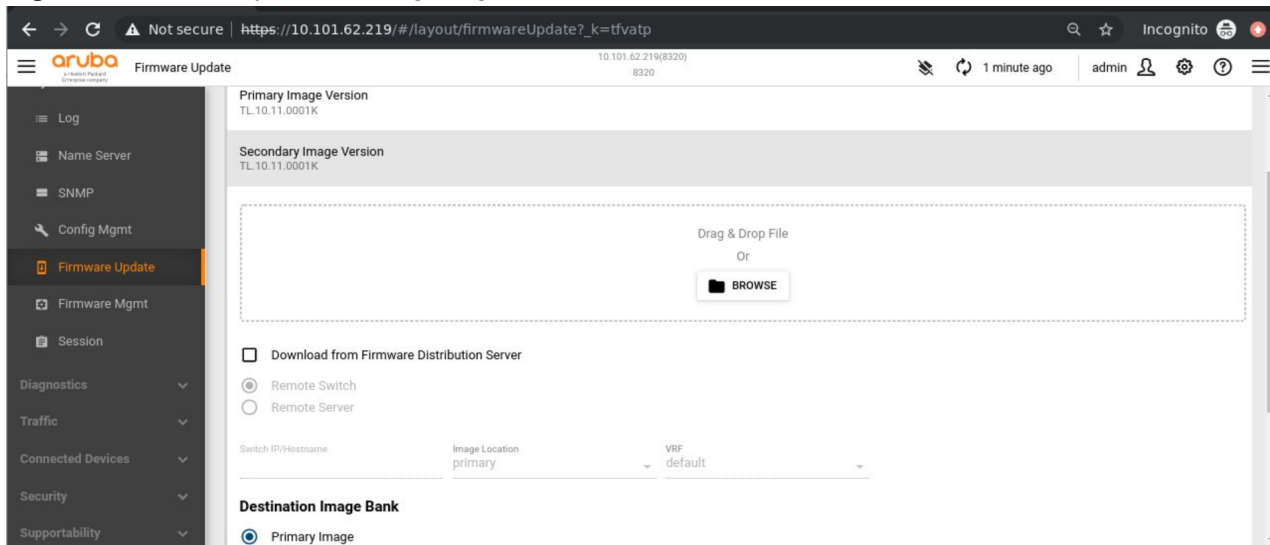 Not secure | https://10.101.62.219/#/layout/firmwareUpdate?_k=tfvatp
Incognito
aruba
a Hewlett Packard
Enterprise company
Firmware Update
10.101.62.219(8320)
8320
1 minute ago
admin
Primary Image Version
TL.10.11.0001K
Log
Name Server
Secondary Image Version
TL.10.11.0001K
SNMP
Config Mgmt
Drag & Drop File
Or
BROWSE
Firmware Update
Firmware Mgmt
Session
Download from Firmware Distribution Server
Remote Switch
Remote Server
Diagnostics
Traffic
Connected Devices
Switch IP/Hostname
Image Location
primary
VRF
default
Security
Destination Image Bank
Supportability
Primary Image